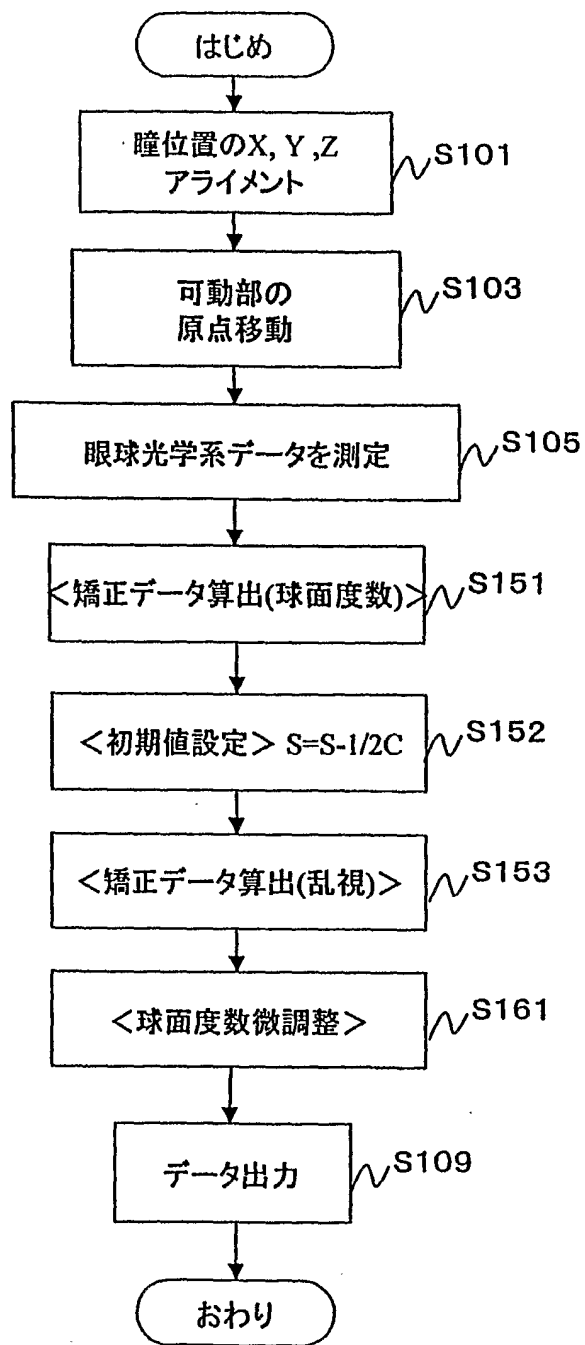 はじめ
瞳位置のX, Y ,Z
アライメント
S101
可動部の
原点移動
S103
眼球光学系データを測定
S105
<矯正データ算出(球面度数)>
S151
<初期値設定> S=S-1/2C
S152
<矯正データ算出(乱視)>
S153
<球面度数微調整>
S161
データ出力
S109
おわり